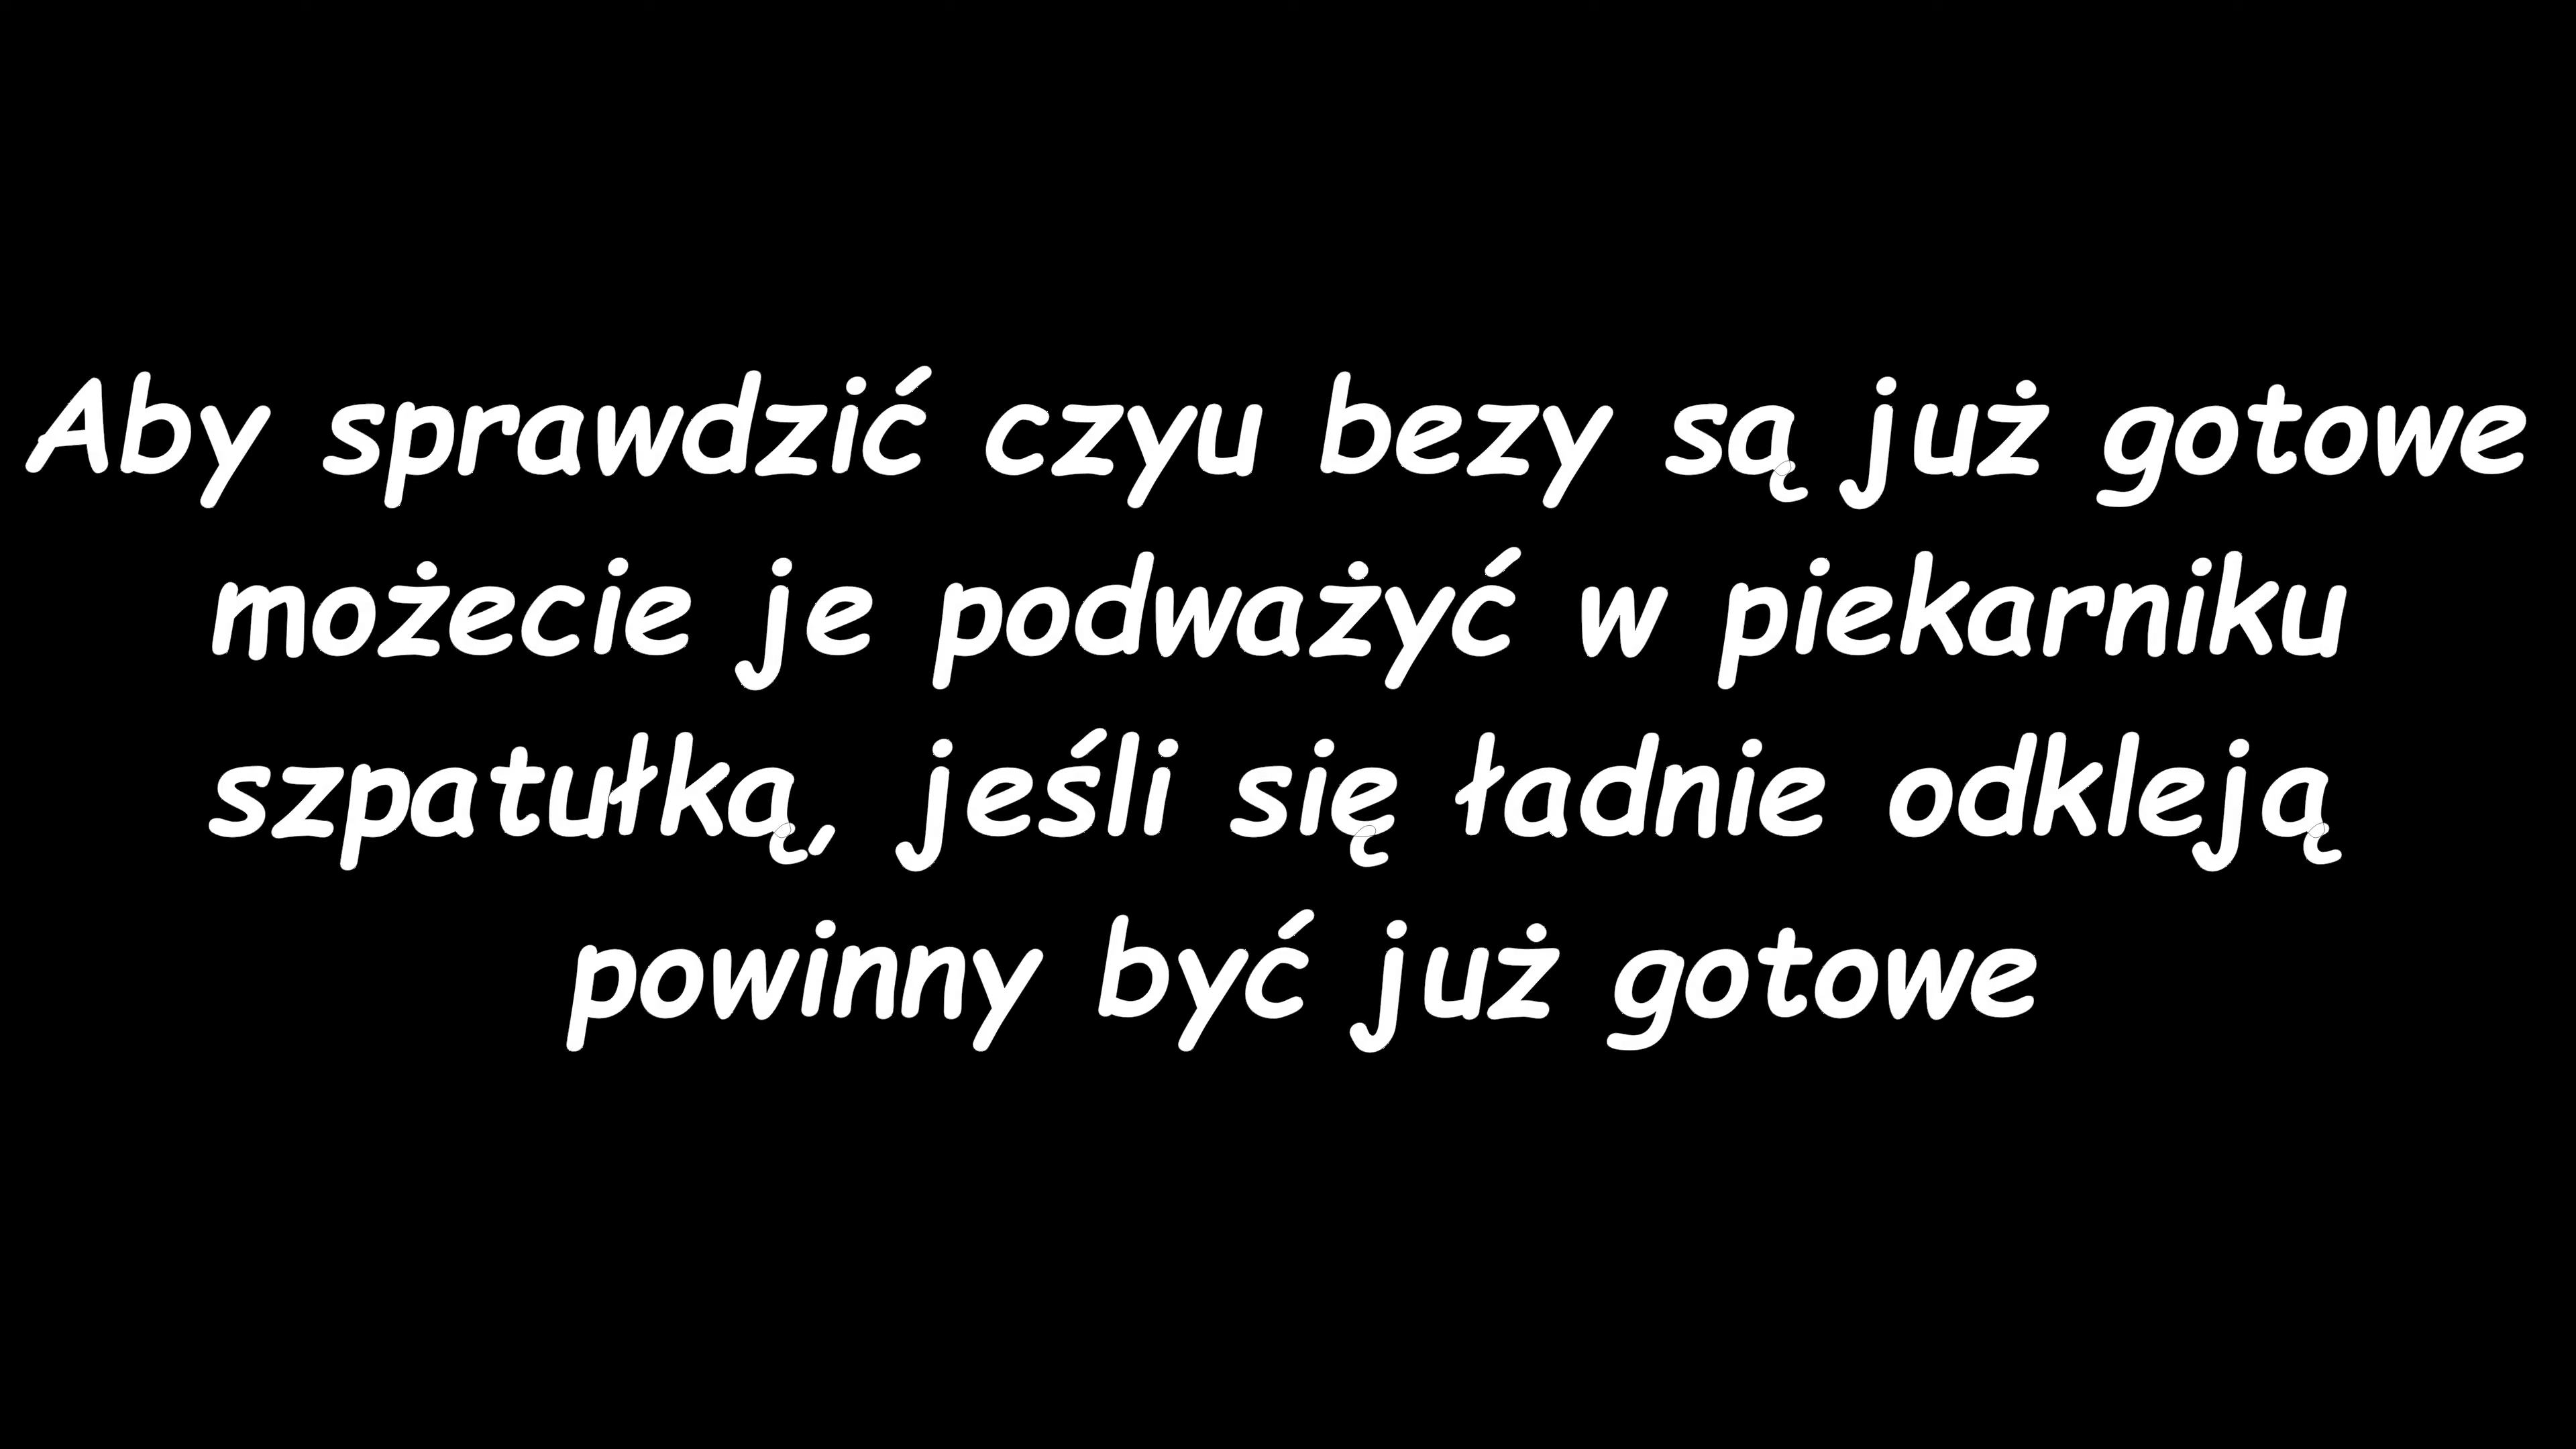 Aby sprawdzić czyu bezy są już gotowe
możecie je podważyć w piekarniku
szpatułką, jeśli się ładnie odkleją
powinny być już gotowe